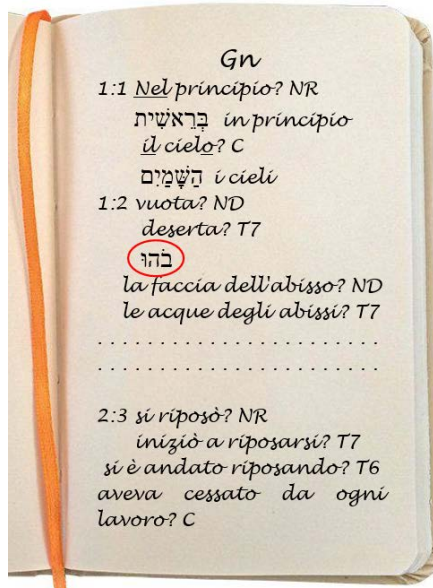 Gn
1:1 Nel principio? NR
בְּרֵאשִׁית in principio
il cielo? C
הַשָּׁמַיִם i cieli
1:2 vuota? ND
deserta? T7
בֹהוּ
la faccia dell'abisso? ND
le acque degli abissi? T7
. . . . . . . . . . . . . . . . . . . . . . . .
. . . . . . . . . . . . . . . . . . . . . . . .
2:3 si riposò? NR
iniziò a riposarsi? T7
si è andato riposando? T6
aveva cessato da ogni
lavoro? C